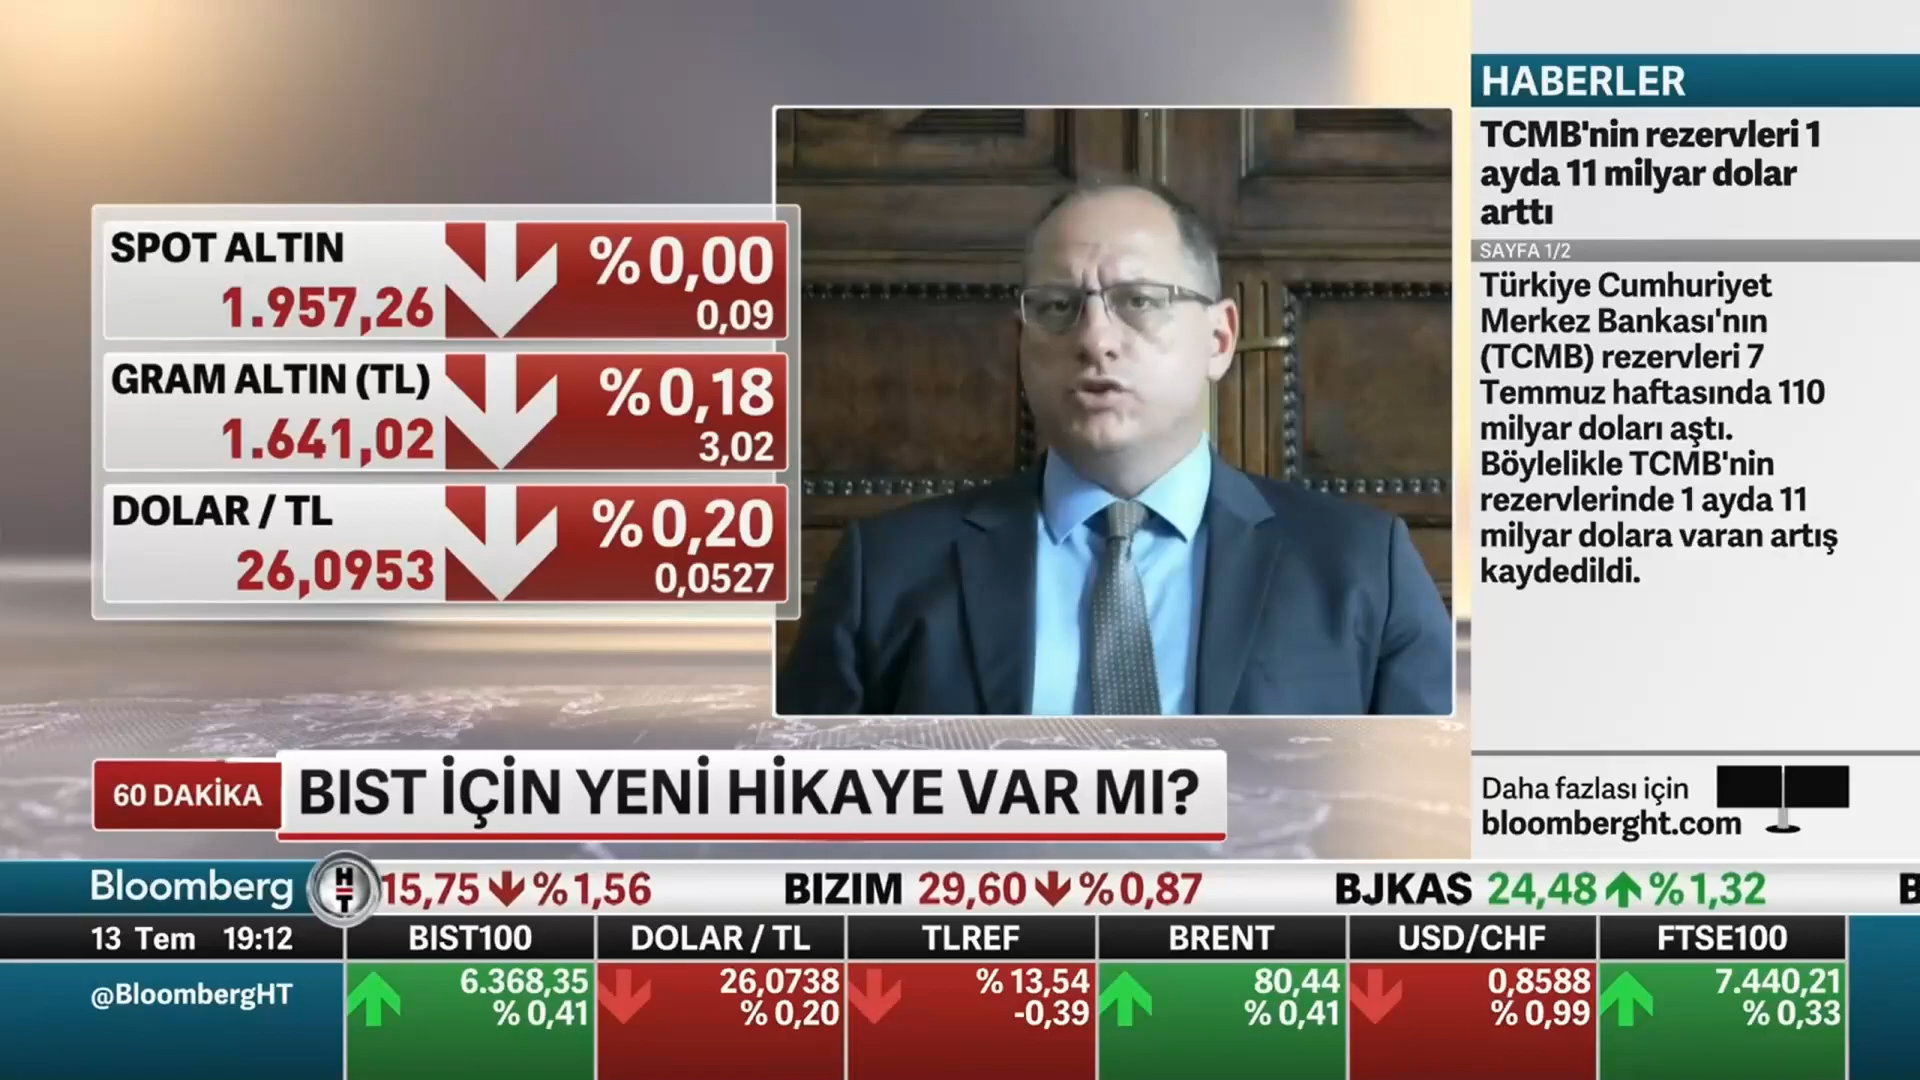 HABERLER
TCMB'nin rezervleri 1
ayda 11 milyar dolar
arttı
SAYFA 1/2
Türkiye Cumhuriyet
Merkez Bankası'nın
(TCMB) rezervleri 7
Temmuz haftasında 110
milyar doları aştı.
Böylelikle TCMB'nin
rezervlerinde 1 ayda 11
milyar dolara varan artış
kaydedildi.
Daha fazlası için
bloomberght.com
SPOT ALTIN
1.957,26
%0,00
0,09
GRAM ALTIN (TL)
1.641,02
%0,18
3,02
DOLAR / TL
26,0953
%0,20
0,0527
60 DAKİKA
BIST İÇİN YENİ HİKAYE VAR MI?
Bloomberg HT
15,75 %1,56 BIZIM 29,60 %0,87 BJKAS 24,48 %1,32 B
13 Tem 19:12
@BloombergHT
BIST100
6.368,35
% 0,41
DOLAR / TL
26,0738
% 0,20
TLREF
% 13,54
-0,39
BRENT
80,44
% 0,41
USD/CHF
0,8588
% 0,99
FTSE100
7.440,21
% 0,33